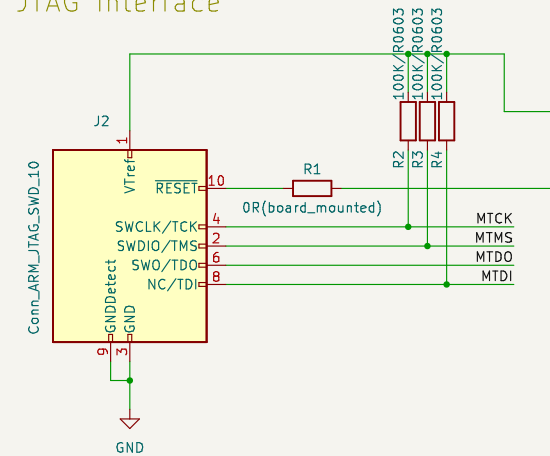 JTAG Interface
J2
Conn_ARM_JTAG_SWD_10
1
VTref
RESET
10
SWCLK/TCK
4
SWDIO/TMS
2
SWO/TDO
6
NC/TDI
8
GNDDetect
GND
9
3
GND
R1
0R(board_mounted)
100K/R0603
100K/R0603
100K/R0603
R2
R3
R4
MTCK
MTMS
MTDO
MTDI